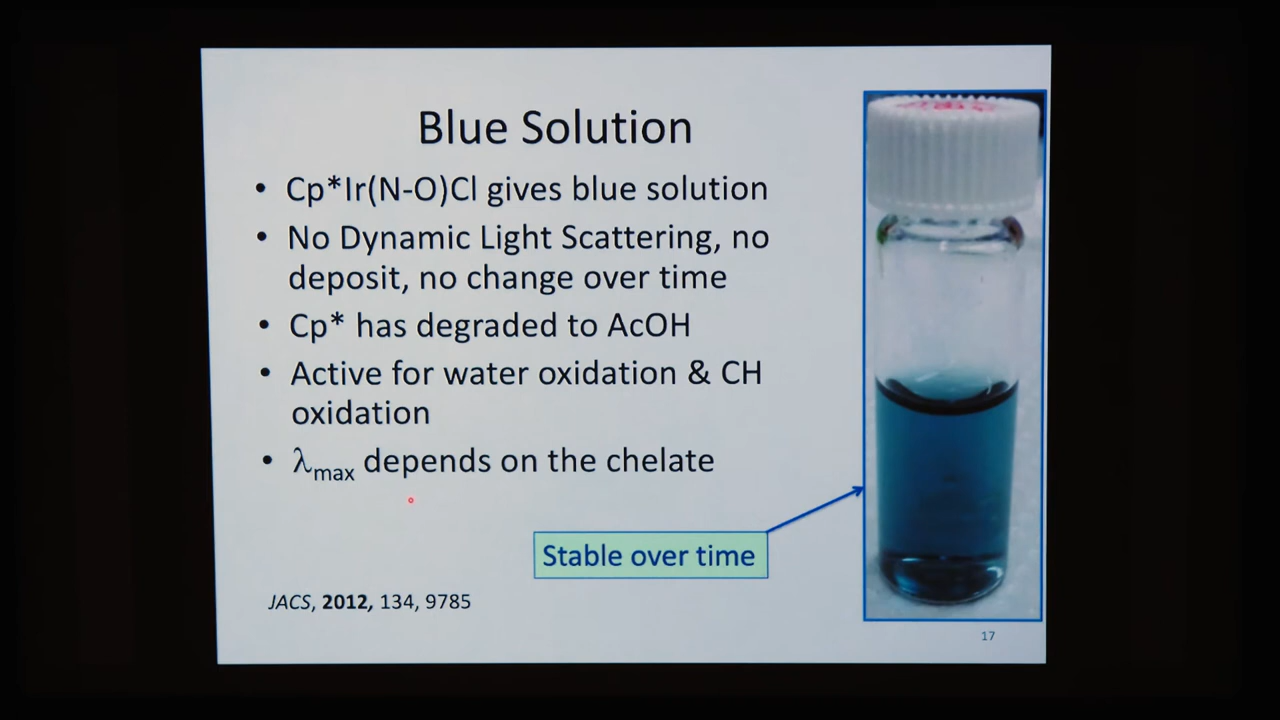 Blue Solution
• Cp*Ir(N-O)Cl gives blue solution
• No Dynamic Light Scattering, no
deposit, no change over time
• Cp* has degraded to AcOH
• Active for water oxidation & CH
oxidation
• λmax depends on the chelate
Stable over time
JACS, 2012, 134, 9785
17